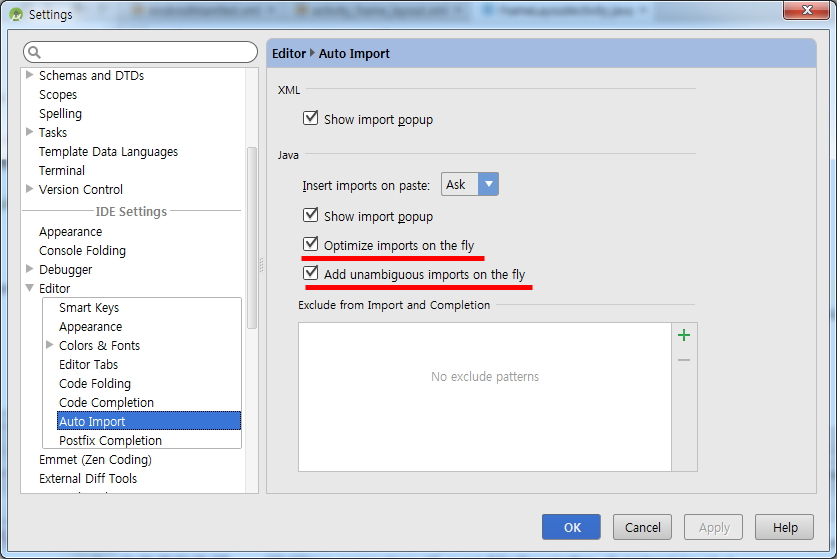 Settings
Schemas and DTDs
Scopes
Spelling
Tasks
Template Data Languages
Terminal
Version Control
IDE Settings
Appearance
Console Folding
Debugger
Editor
Smart Keys
Appearance
Colors & Fonts
Editor Tabs
Code Folding
Code Completion
Auto Import
Postfix Completion
Emmet (Zen Coding)
External Diff Tools
Editor Auto Import
XML
Show import popup
Java
Insert imports on paste: Ask
Show import popup
Optimize imports on the fly
Add unambiguous imports on the fly
Exclude from Import and Completion
No exclude patterns
OK Cancel Apply Help